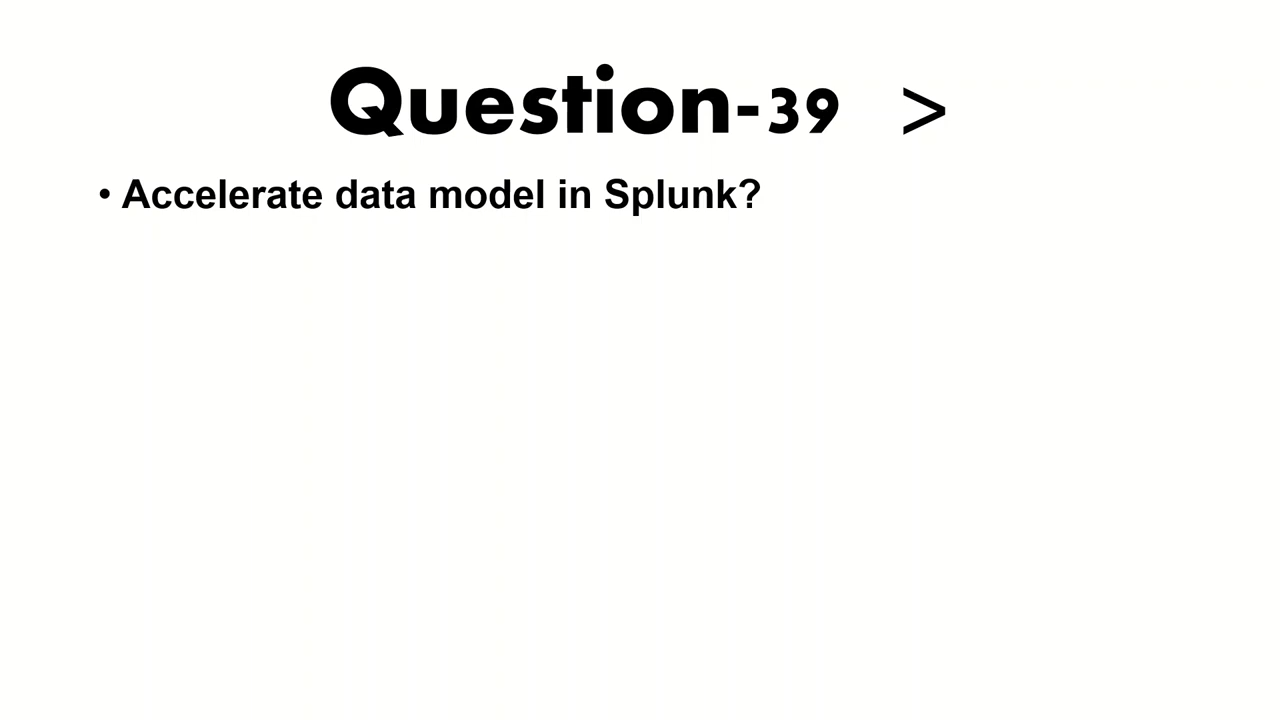 Question-39 >
• Accelerate data model in Splunk?